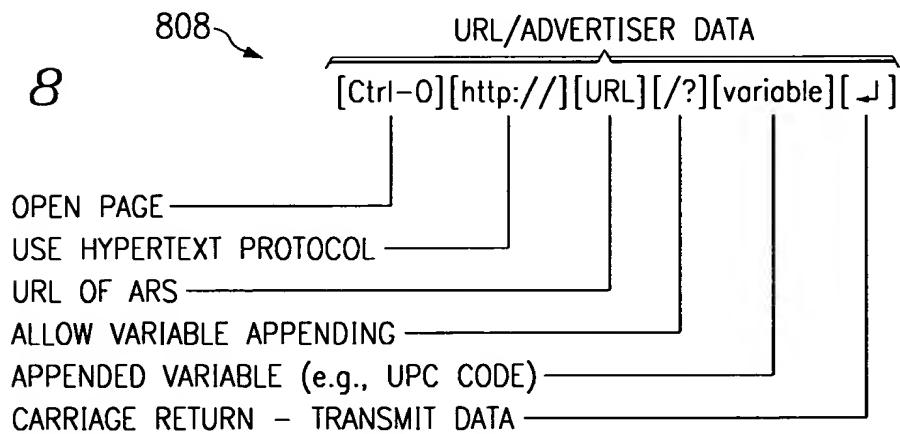 808
URL/ADVERTISER DATA
8
[Ctrl-O][http://][URL][/?][variable][↵]
OPEN PAGE
USE HYPERTEXT PROTOCOL
URL OF ARS
ALLOW VARIABLE APPENDING
APPENDED VARIABLE (e.g., UPC CODE)
CARRIAGE RETURN - TRANSMIT DATA